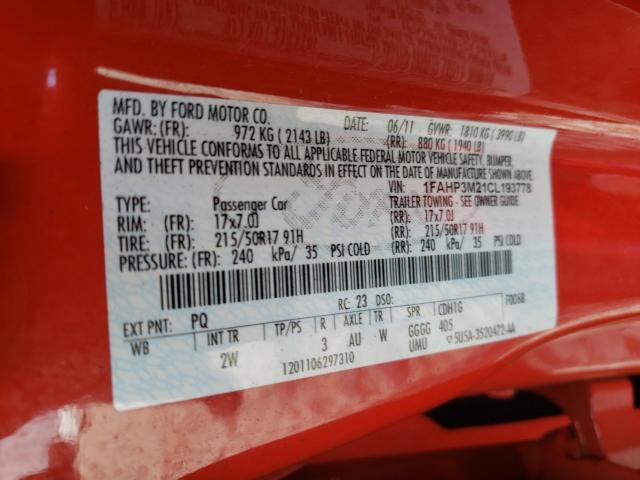 MFD. BY FORD MOTOR CO.
DATE: 06/11 GVWR: 1810 KG ( 3990 LB)
GAWR: (FR): 972 KG ( 2143 LB) (RR): 880 KG ( 1940 LB)
THIS VEHICLE CONFORMS TO ALL APPLICABLE FEDERAL MOTOR VEHICLE SAFETY, BUMPER,
AND THEFT PREVENTION STANDARDS IN EFFECT ON THE DATE OF MANUFACTURE SHOWN ABOVE.
VIN: 1FAHP3M21CL193778
TYPE: Passenger Car TRAILER TOWING - SEE OWNER GUIDE
RIM: (FR) 17x7.0J (RR): 17x7.0J
TIRE: (FR) 215/50R17 91H (RR): 215/50R17 91H
PRESSURE: (FR): 240 kPa/ 35 PSI COLD (RR): 240 kPa/ 35 PSI COLD
RC: 23 DSO: F0068
EXT PNT: PQ
WB INT TR TP/PS R AXLE TR SPR CDH1G
2W 3 AU W GGGG 405
1201106297310 UMU 5U5A-3520472-AA